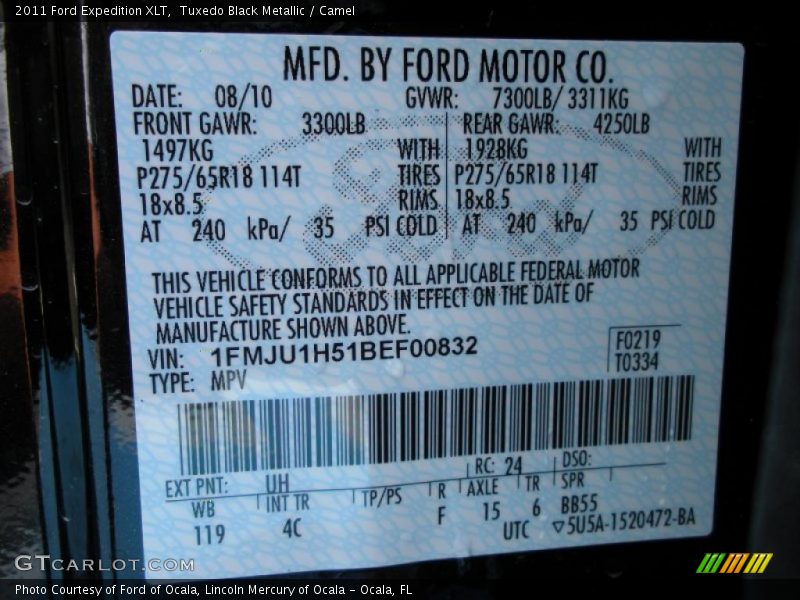 2011 Ford Expedition XLT, Tuxedo Black Metallic / Camel
MFD. BY FORD MOTOR CO.
DATE: 08/10 GVWR: 7300LB/ 3311KG
FRONT GAWR: 3300LB REAR GAWR: 4250LB
1497KG WITH 1928KG WITH
P275/65R18 114T TIRES P275/65R18 114T TIRES
18x8.5 RIMS 18x8.5 RIMS
AT 240 kPa/ 35 PSI COLD AT 240 kPa/ 35 PSI COLD
THIS VEHICLE CONFORMS TO ALL APPLICABLE FEDERAL MOTOR
VEHICLE SAFETY STANDARDS IN EFFECT ON THE DATE OF
MANUFACTURE SHOWN ABOVE.
VIN: 1FMJU1H51BEF00832
F0219
TYPE: MPV
T0334
EXT PNT: UH RC: 24 DSO:
WB INT TR TP/PS R AXLE TR SPR
119 4C F 15 6 BB55
UTC ▽5U5A-1520472-BA
GTCARLOT.COM
Photo Courtesy of Ford of Ocala, Lincoln Mercury of Ocala – Ocala, FL